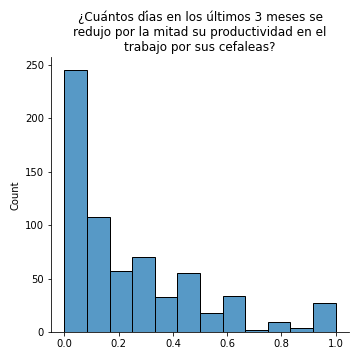 ¿Cuántos días en los últimos 3 meses se
redujo por la mitad su productividad en el
trabajo por sus cefaleas?
250
200
150
100
50
0
Count
0.0 0.2 0.4 0.6 0.8 1.0